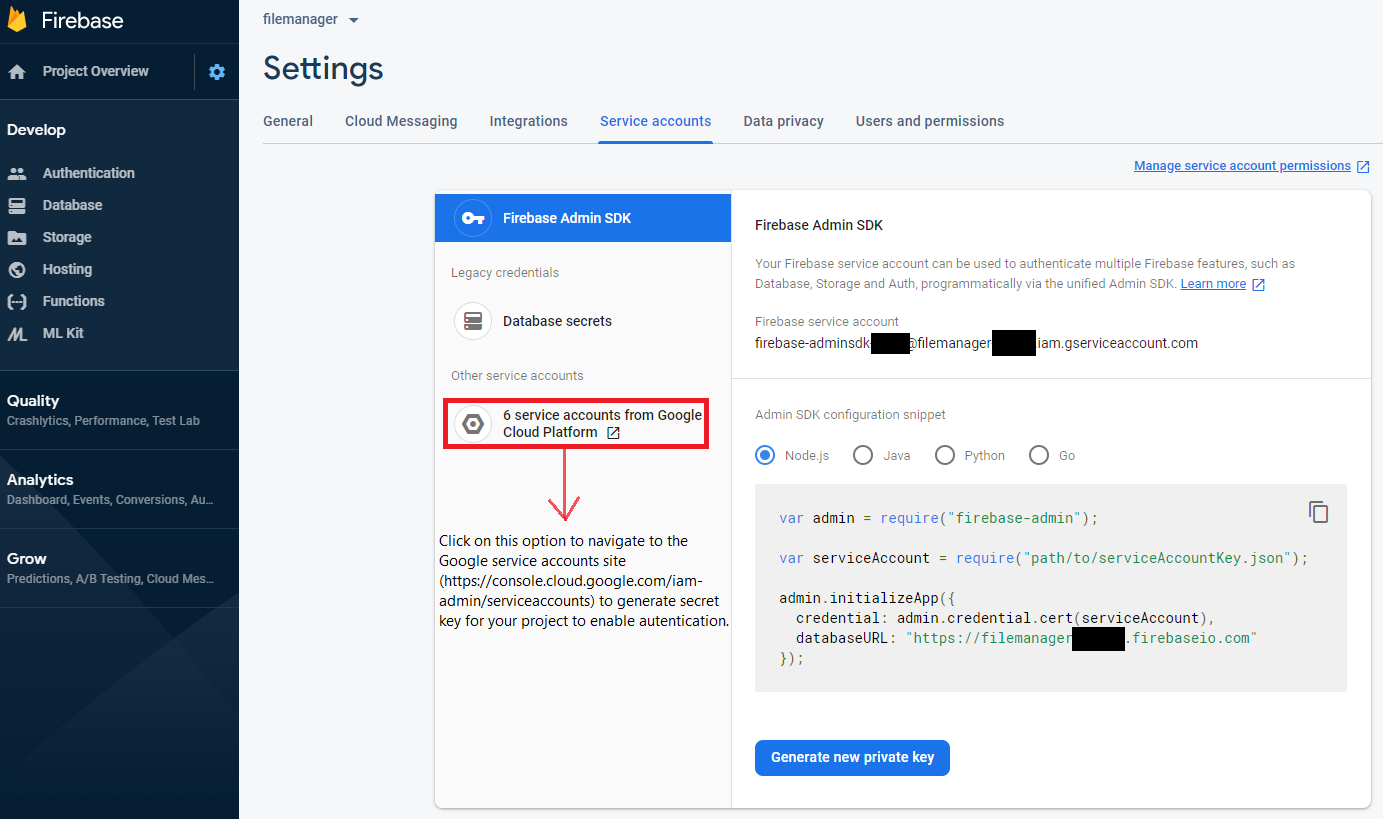 Firebase
filemanager
Project Overview
Settings
General Cloud Messaging Integrations Service accounts Data privacy Users and permissions
Develop
Authentication
Database
Storage
Hosting
Functions
ML Kit
Quality
Crashlytics, Performance, Test Lab
Analytics
Dashboard, Events, Conversions, Au...
Grow
Predictions, A/B Testing, Cloud Mes...
Manage service account permissions
Firebase Admin SDK
Legacy credentials
Database secrets
Other service accounts
6 service accounts from Google
Cloud Platform
Click on this option to navigate to the
Google service accounts site
(https://console.cloud.google.com/iam-
admin/serviceaccounts) to generate secret
key for your project to enable autentication.
Firebase Admin SDK
Your Firebase service account can be used to authenticate multiple Firebase features, such as
Database, Storage and Auth, programmatically via the unified Admin SDK. Learn more
Firebase service account
firebase-adminsdk- @filemanager .iam.gserviceaccount.com
Admin SDK configuration snippet
Node.js Java Python Go
var admin = require("firebase-admin");
var serviceAccount = require("path/to/serviceAccountKey.json");
admin.initializeApp({
credential: admin.credential.cert(serviceAccount),
databaseURL: "https://filemanager .firebaseio.com"
});
Generate new private key